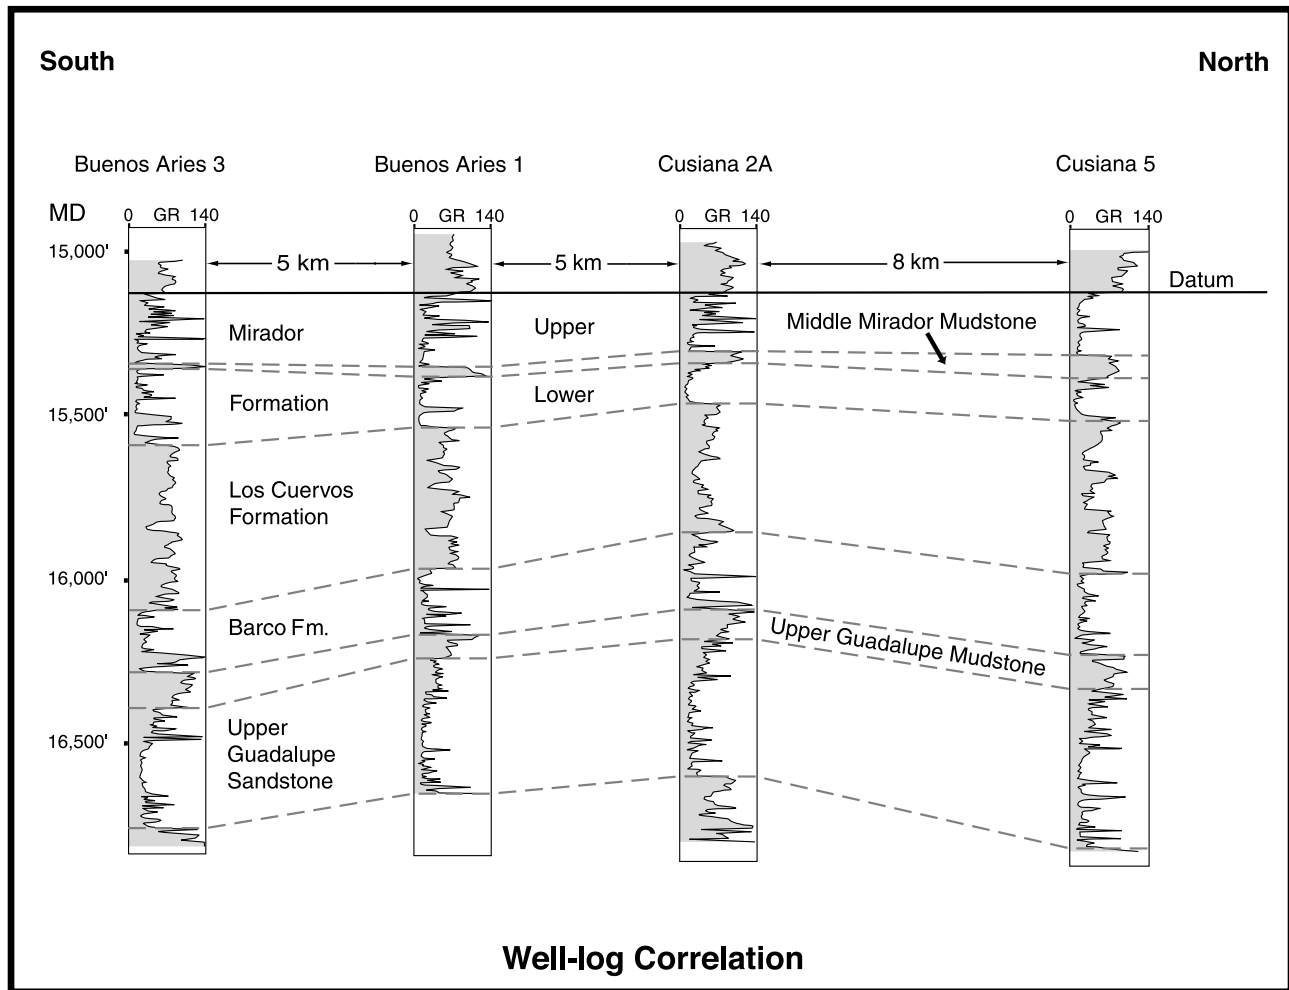 South
North
Buenos Aries 3
Buenos Aries 1
Cusiana 2A
Cusiana 5
MD
0 GR 140
0 GR 140
0 GR 140
0 GR 140
15,000'
5 km
5 km
8 km
Datum
Mirador
Upper
Middle Mirador Mudstone
Formation
Lower
15,500'
Los Cuervos
Formation
16,000'
Barco Fm.
Upper Guadalupe Mudstone
16,500'
Upper
Guadalupe
Sandstone
Well-log Correlation